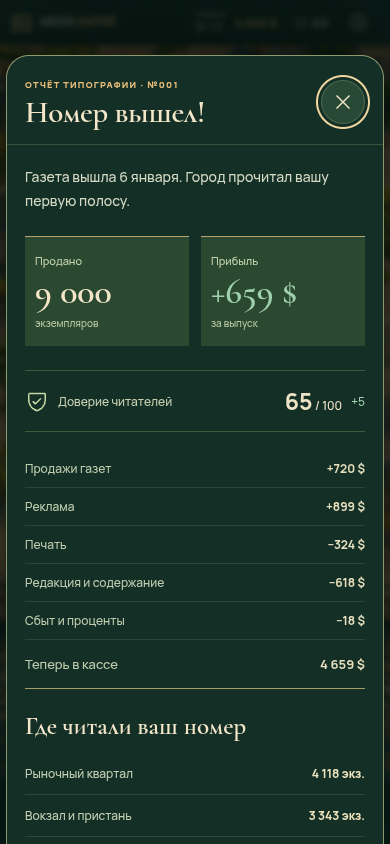 ОТЧЁТ ТИПОГРАФИИ · №001
Номер вышел!
Газета вышла 6 января. Город прочитал вашу
первую полосу.
Продано
9 000
экземпляров
Прибыль
+659 $
за выпуск
Доверие читателей 65 / 100 +5
Продажи газет +720 $
Реклама +899 $
Печать −324 $
Редакция и содержание −618 $
Сбыт и проценты −18 $
Теперь в кассе 4 659 $
Где читали ваш номер
Рыночный квартал 4 118 экз.
Вокзал и пристань 3 343 экз.